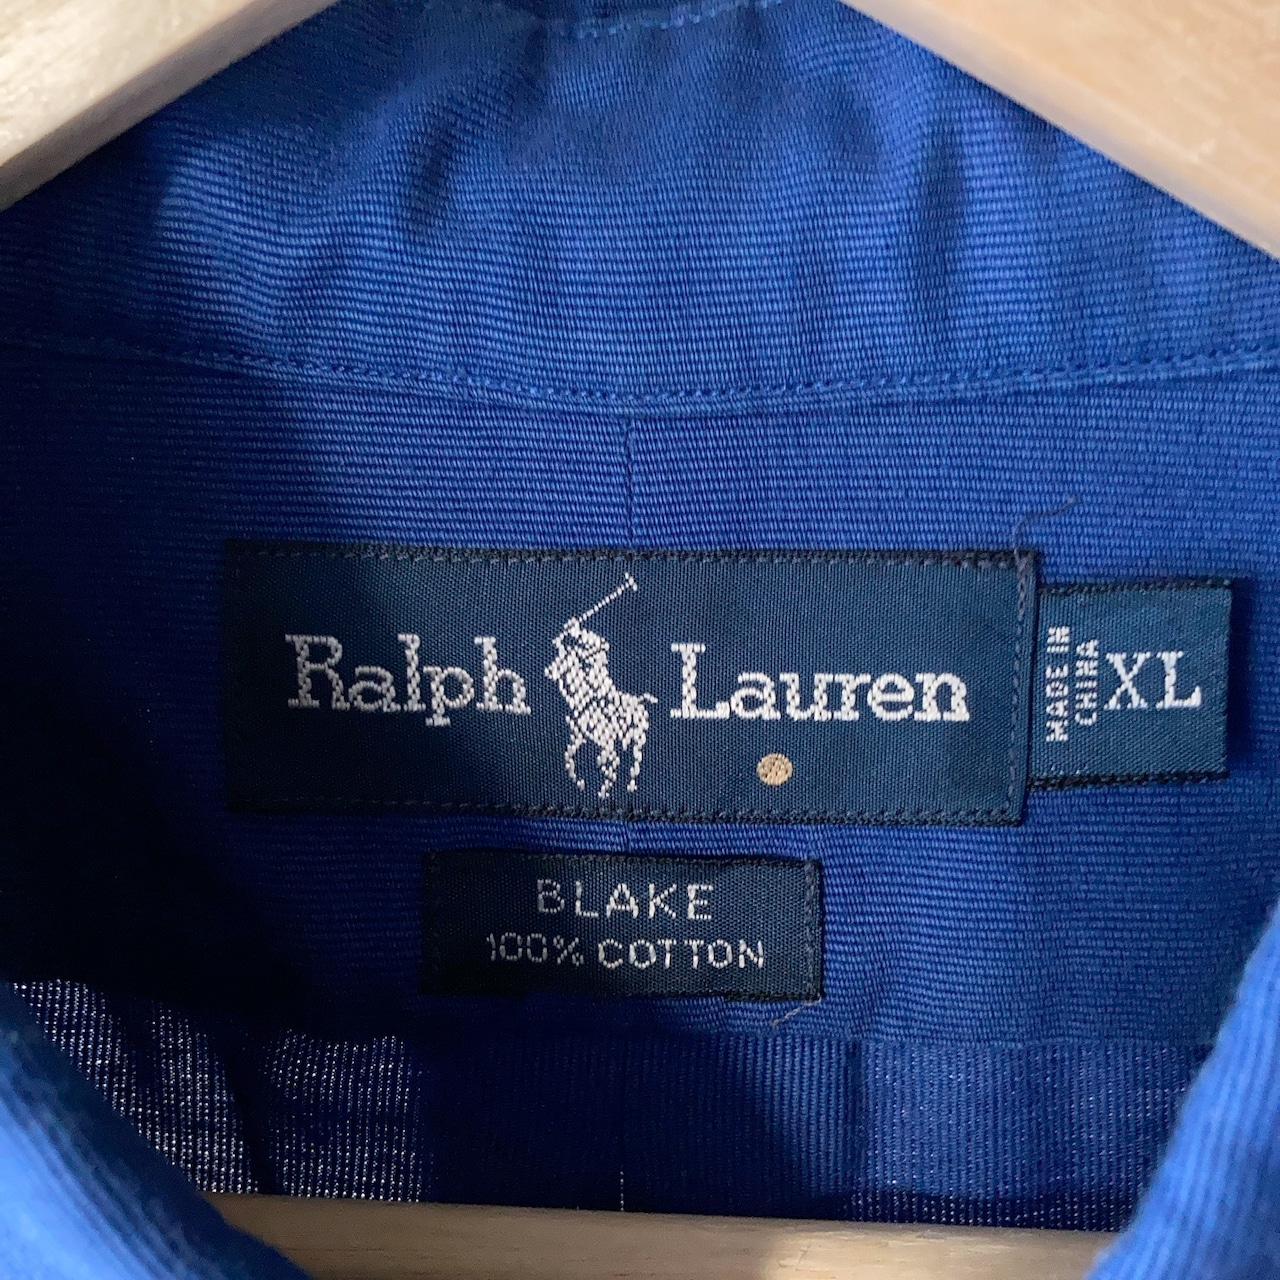 Ralph Lauren
MADE IN
CHINA
XL
BLAKE
100% COTTON